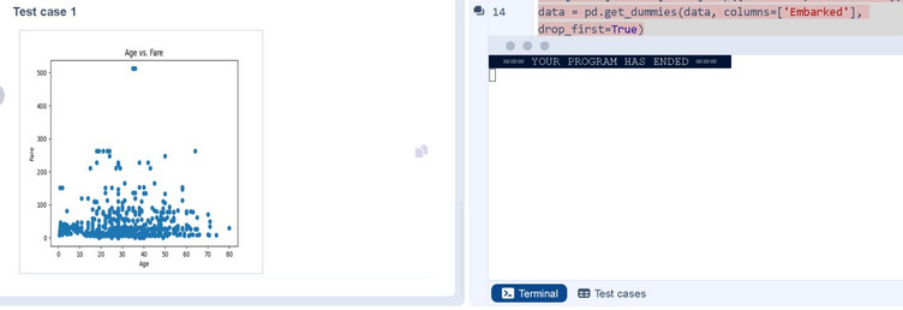 Test case 1
Age vs. Fare
500
400
300
200
100
0
Fare
0 10 20 30 40 50 60 70 80
Age
14
data = pd.get_dummies(data, columns=['Embarked'],
drop_first=True)
=== YOUR PROGRAM HAS ENDED ===
Terminal
Test cases